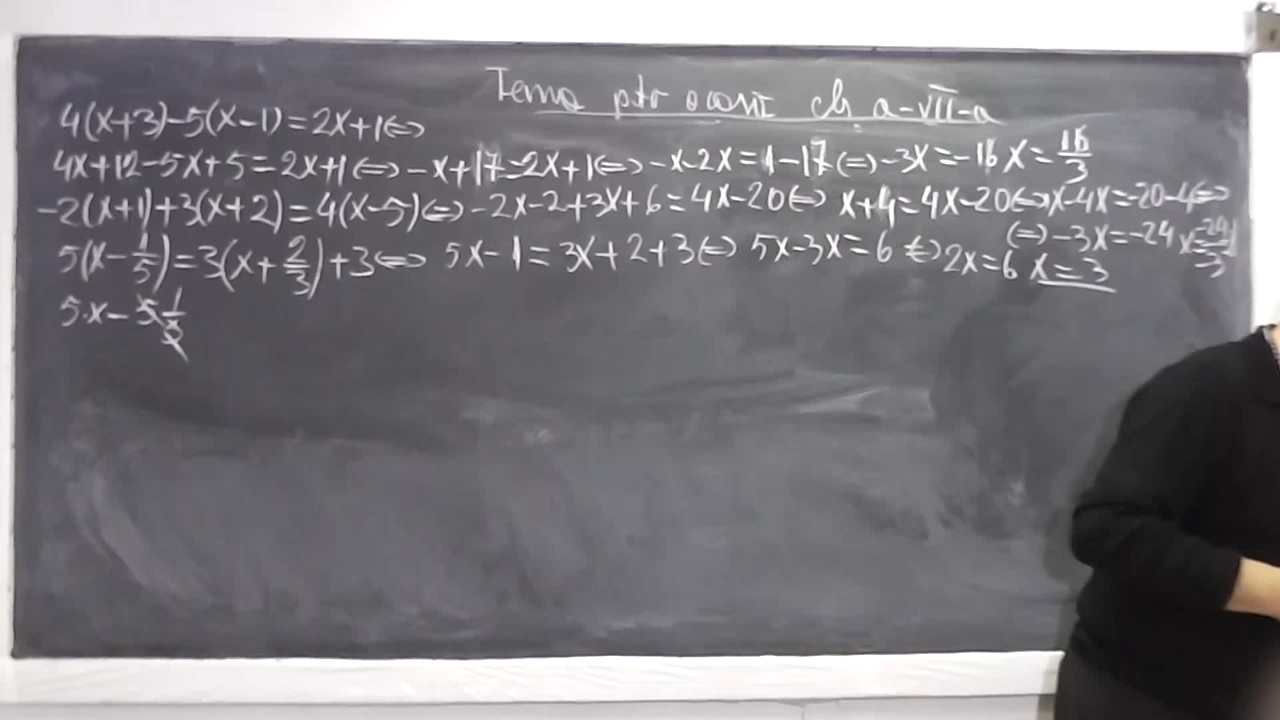 Tema ptr a-VII-a
4(x+3)-5(x-1)=2x+1⇔
4x+12-5x+5=2x+1⇔-x+17=2x+1⇔-x-2x=1-17⇔-3x=-16 x=16/3
-2(x+1)+3(x+2)=4(x-5)⇔-2x-2+3x+6=4x-20⇔ x+4=4x-20⇔x-4x=-20-4⇔
⇔-3x=-24 x=-24/-3
5(x-1/5)=3(x+2/3)+3⇔ 5x-1=3x+2+3⇔ 5x-3x=6 ⇔2x=6 x=3
5·x-5 1/5